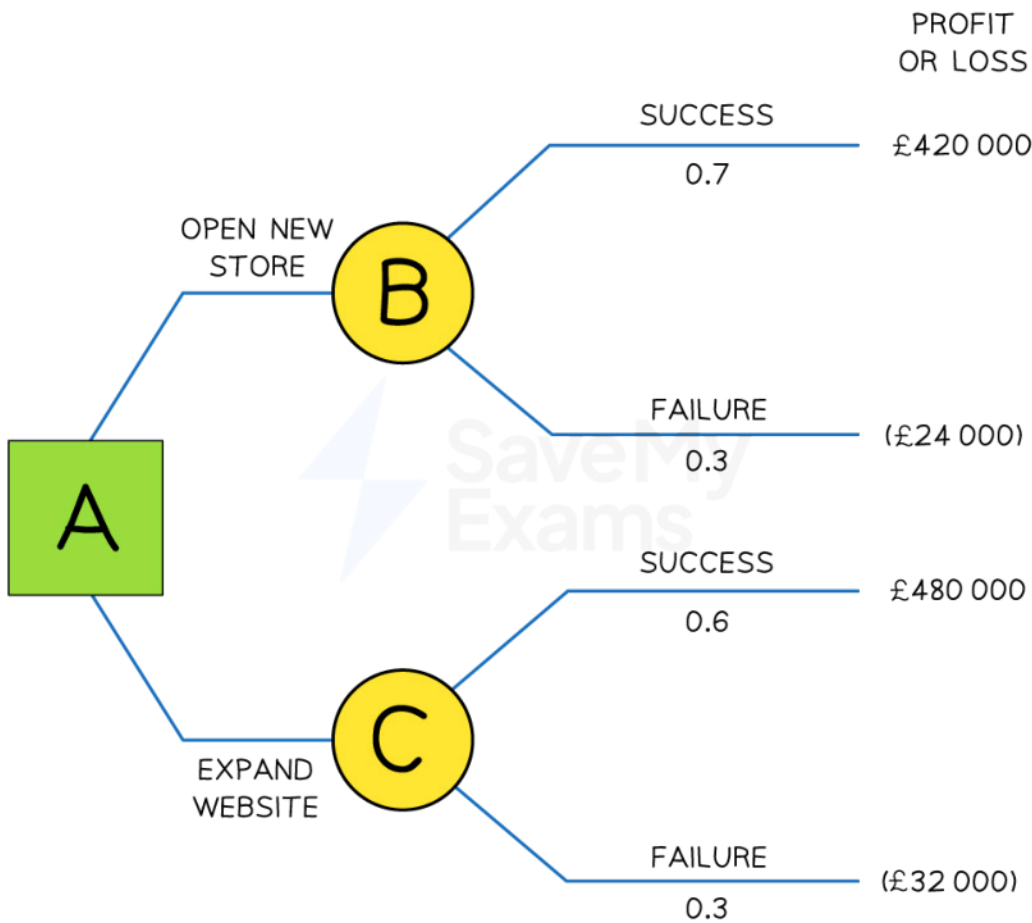 PROFIT
OR LOSS
SUCCESS
£420 000
0.7
OPEN NEW
STORE
B
FAILURE
(£24 000)
0.3
SaveMy
Exams
A
SUCCESS
£480 000
0.6
C
EXPAND
WEBSITE
FAILURE
(£32 000)
0.3